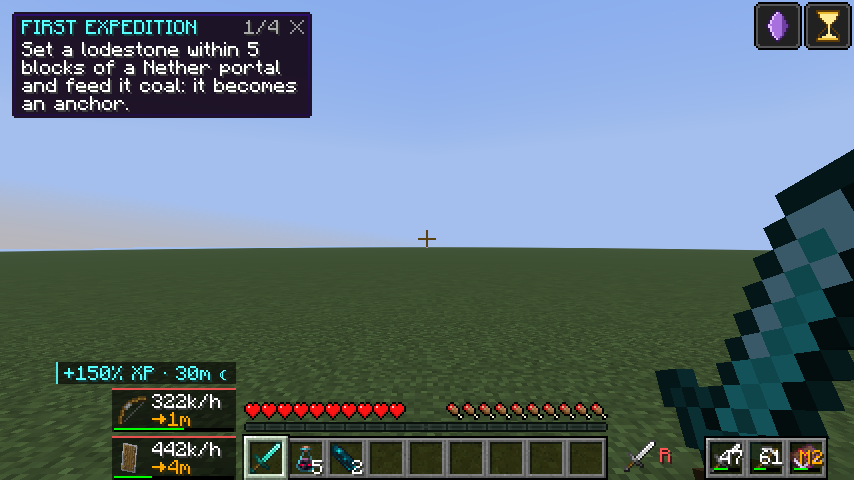 FIRST EXPEDITION 1/4 X
Set a lodestone within 5
blocks of a Nether portal
and feed it coal: it becomes
an anchor.
+150% XP · 30m
322k/h
→1m
442k/h
→4m
5
2
R
47
61
M2